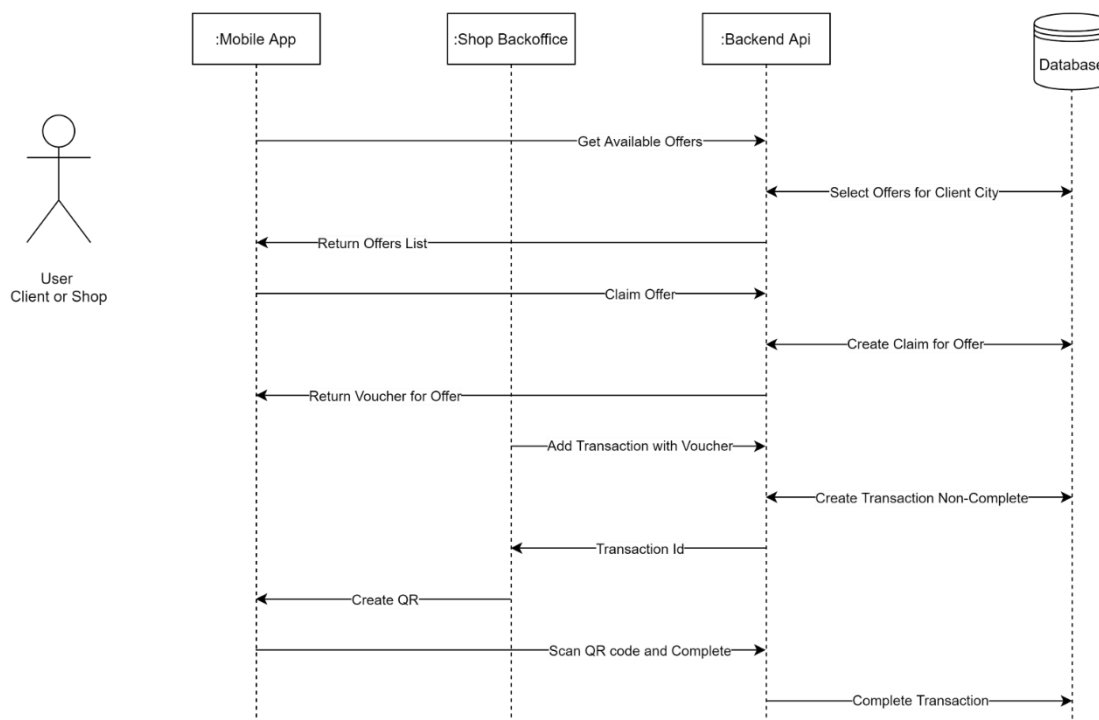 :Mobile App
:Shop Backoffice
:Backend Api
Database
Get Available Offers
Select Offers for Client City
Return Offers List
User
Client or Shop
Claim Offer
Create Claim for Offer
Return Voucher for Offer
Add Transaction with Voucher
Create Transaction Non-Complete
Transaction Id
Create QR
Scan QR code and Complete
Complete Transaction